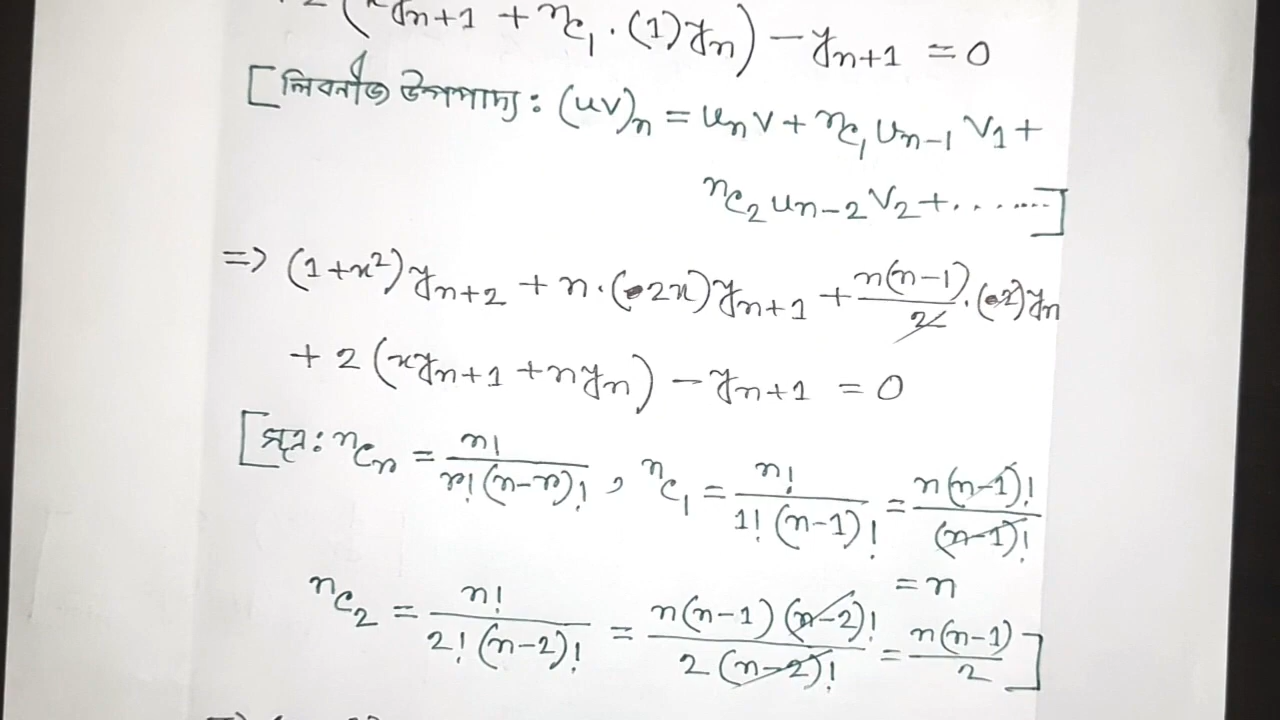 (xyₙ₊₁ + ⁿc₁ · (1)yₙ) − yₙ₊₁ = 0
[লিবনীজ উপপাদ্য : (uv)ₙ = uₙv + ⁿc₁ uₙ₋₁ v₁ +
ⁿc₂ uₙ₋₂ v₂ + . . . .....]
=> (1+x²)yₙ₊₂ + n·(2x)yₙ₊₁ + n(n−1)/2 · (2)yₙ
+ 2 (xyₙ₊₁ + nyₙ) − yₙ₊₁ = 0
[সূত্র: ⁿcᵣ = n!/r!(n−r)! , ⁿc₁ = n!/1!(n−1)! = n(n−1)!/(n−1)!
= n
ⁿc₂ = n!/2!(n−2)! = n(n−1)(n−2)!/2(n−2)! = n(n−1)/2]